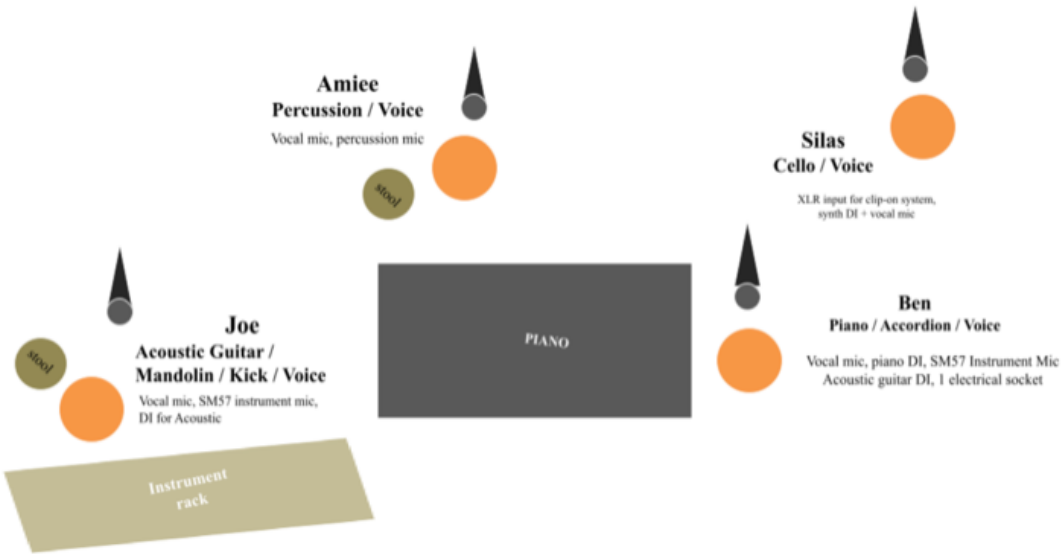 Amiee
Percussion / Voice
Vocal mic, percussion mic
stool
Silas
Cello / Voice
XLR input for clip-on system,
synth DI + vocal mic
Joe
Acoustic Guitar /
Mandolin / Kick / Voice
Vocal mic, SM57 instrument mic,
DI for Acoustic
stool
PIANO
Ben
Piano / Accordion / Voice
Vocal mic, piano DI, SM57 Instrument Mic
Acoustic guitar DI, 1 electrical socket
Instrument
rack